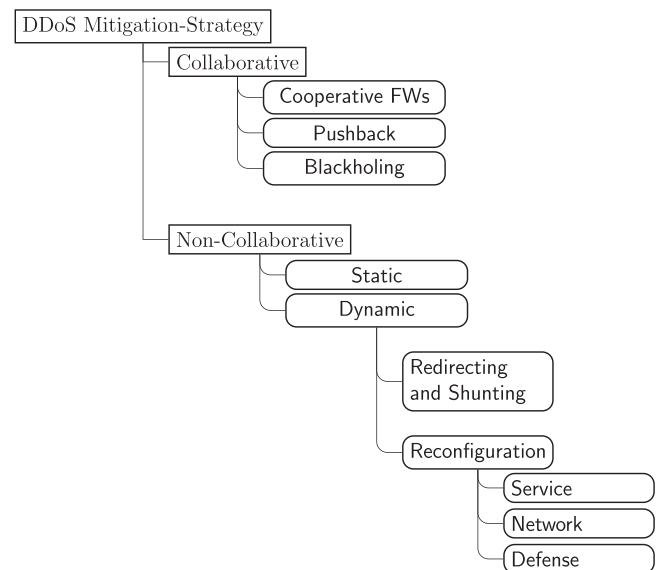 DDoS Mitigation-Strategy
Collaborative
Cooperative FWs
Pushback
Blackholing
Non-Collaborative
Static
Dynamic
Redirecting
and Shunting
Reconfiguration
Service
Network
Defense